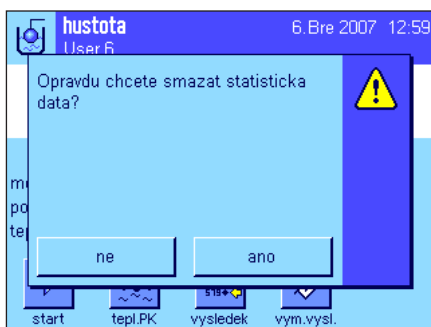 hustota 6.Bre 2007 12:59
User 6
Opravdu chcete smazat statisticka
data?
ne ano
start tepl.PK vysledek vym.vysl.